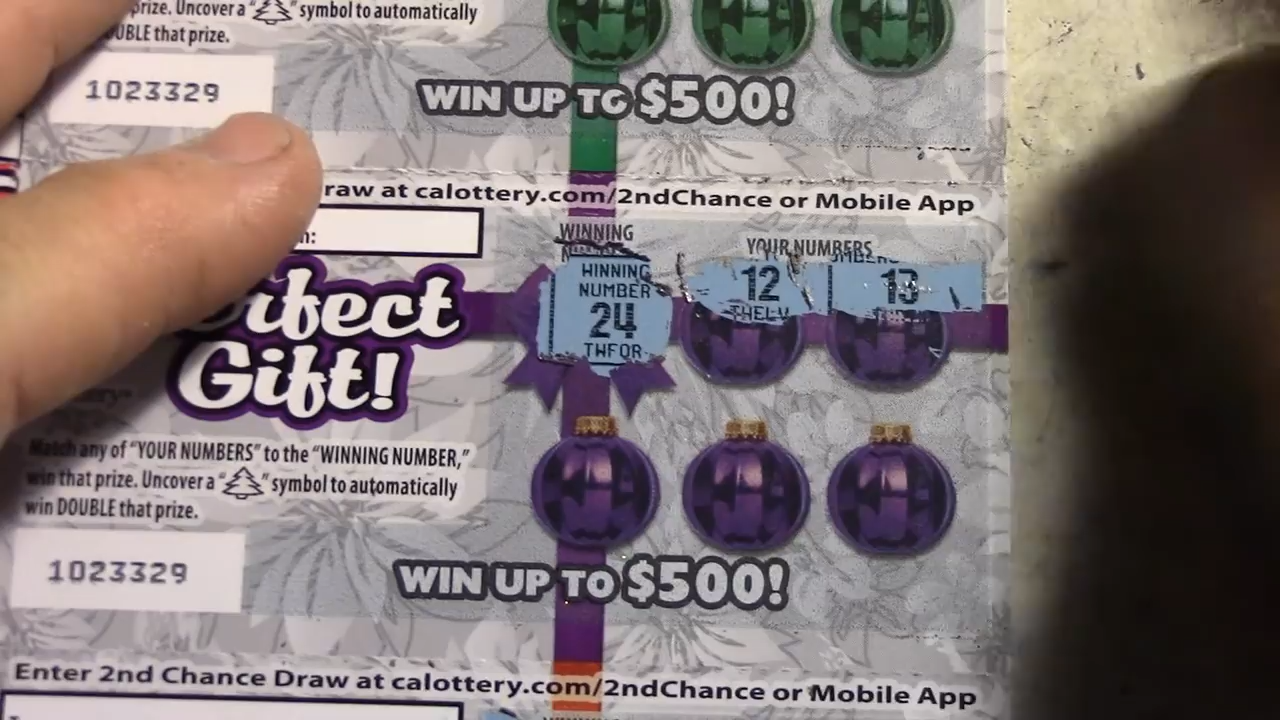 prize. Uncover a " " symbol to automatically
UBLE that prize.
1023329
WIN UP TO $500!
raw at calottery.com/2ndChance or Mobile App
WINNING
YOUR NUMBERS
WINNING
NUMBER
24
TWFOR
12
13
rfect
Gift!
Match any of "YOUR NUMBERS" to the "WINNING NUMBER,"
win that prize. Uncover a " " symbol to automatically
win DOUBLE that prize.
1023329
WIN UP TO $500!
Enter 2nd Chance Draw at calottery.com/2ndChance or Mobile App